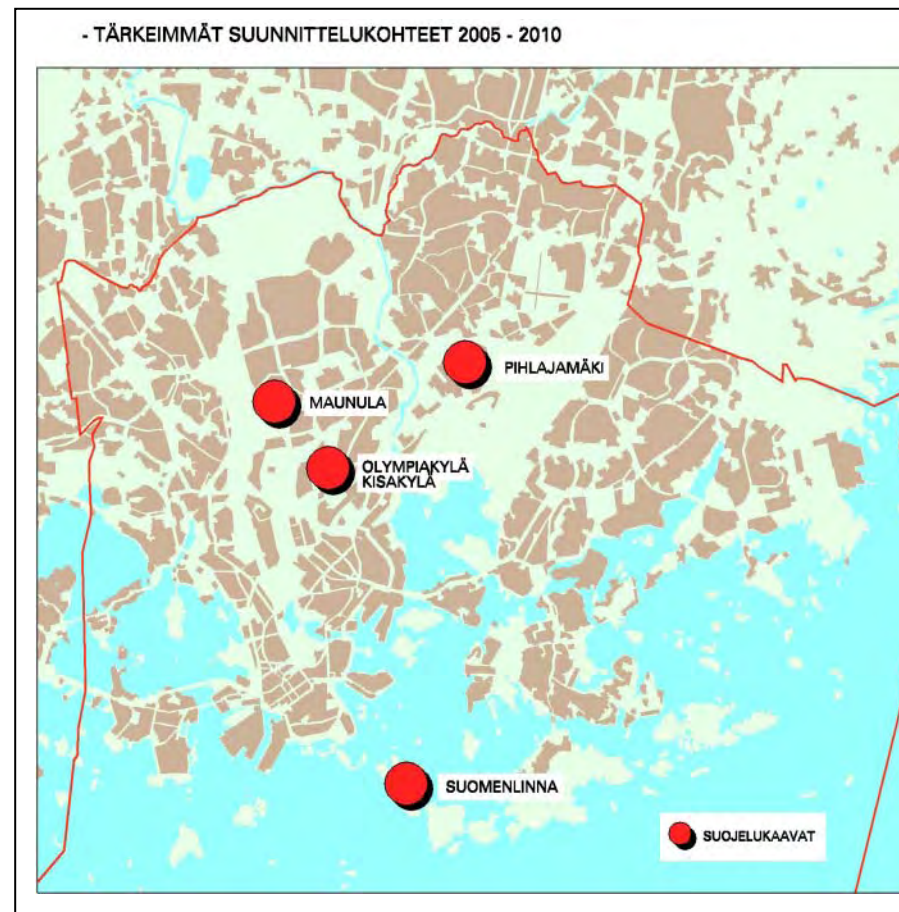 - TÄRKEIMMÄT SUUNNITTELUKOHTEET 2005 - 2010
PIHLAJAMÄKI
MAUNULA
OLYMPIAKYLÄ
KISAKYLÄ
SUOMENLINNA
SUOJELUKAAVAT